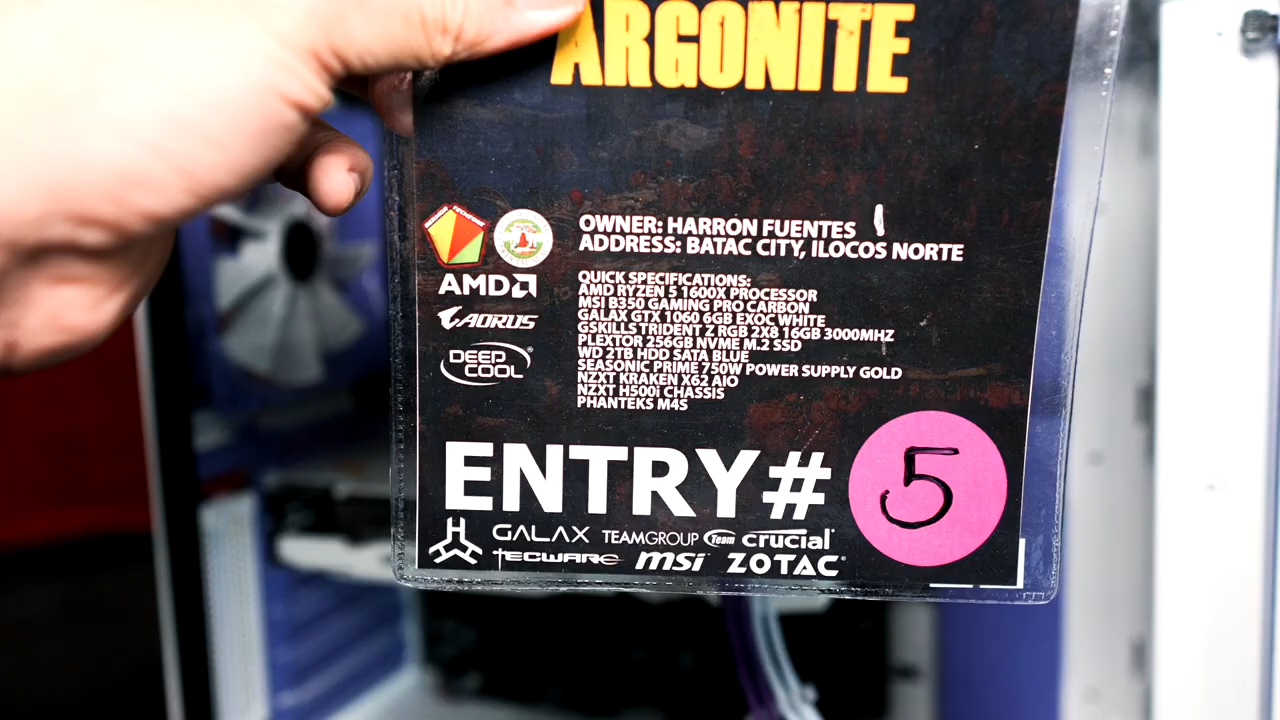 ARGONITE
OWNER: HARRON FUENTES
ADDRESS: BATAC CITY, ILOCOS NORTE
QUICK SPECIFICATIONS:
AMD RYZEN 5 1600X PROCESSOR
MSI B350 GAMING PRO CARBON
GALAX GTX 1060 6GB EXOC WHITE
GSKILLS TRIDENT Z RGB 2X8 16GB 3000MHZ
PLEXTOR 256GB NVME M.2 SSD
WD 2TB HDD SATA BLUE
SEASONIC PRIME 750W POWER SUPPLY GOLD
NZXT KRAKEN X62 AIO
NZXT H500i CHASSIS
PHANTEKS M4S
AMD
AORUS
DEEP
COOL
ENTRY# 5
GALAX TEAMGROUP Team crucial
TECWARE msi ZOTAC